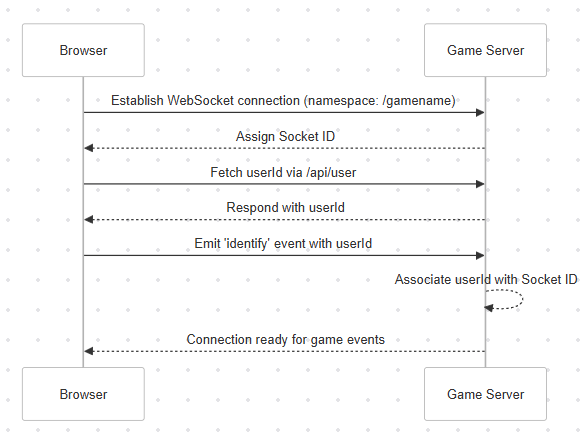 Browser
Game Server
Establish WebSocket connection (namespace: /gamename)
Assign Socket ID
Fetch userId via /api/user
Respond with userId
Emit 'identify' event with userId
Associate userId with Socket ID
Connection ready for game events
Browser
Game Server